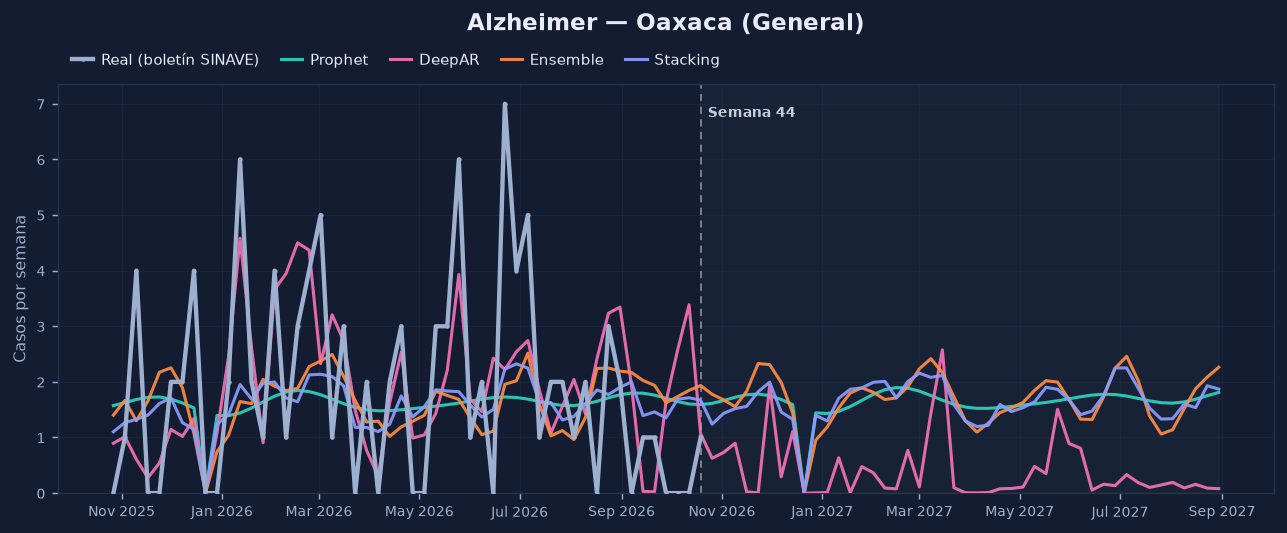 Alzheimer — Oaxaca (General)
Real (boletín SINAVE) Prophet DeepAR Ensemble Stacking
Semana 44
Casos por semana
7
6
5
4
3
2
1
0
Nov 2025 Jan 2026 Mar 2026 May 2026 Jul 2026 Sep 2026 Nov 2026 Jan 2027 Mar 2027 May 2027 Jul 2027 Sep 2027